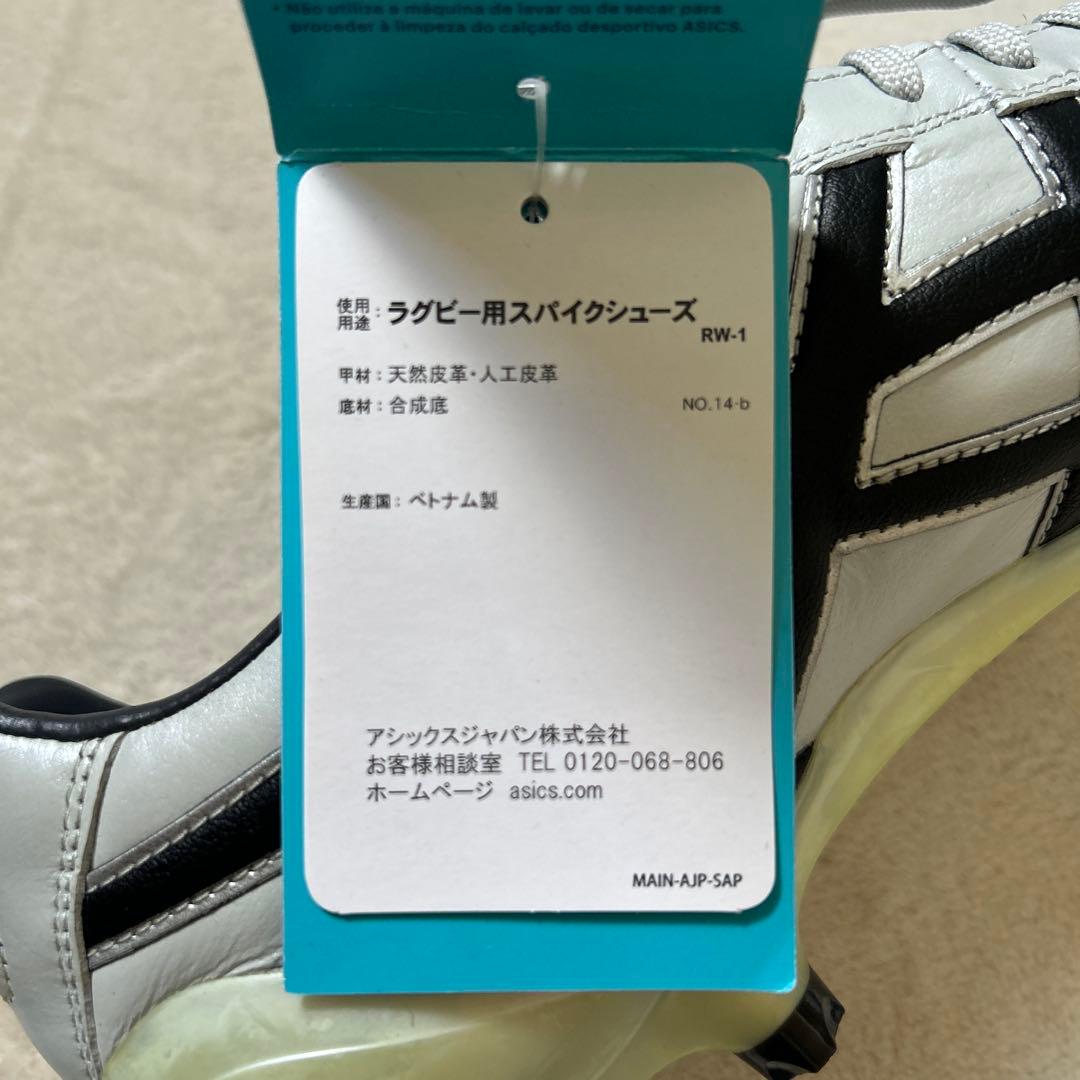 • Não utilize a máquina de lavar ou de secar para
proceder à limpeza do calçado desportivo ASICS.
使用用途：ラグビー用スパイクシューズ
RW-1
甲材：天然皮革・人工皮革
底材：合成底 NO.14-b
生産国：ベトナム製
アシックスジャパン株式会社
お客様相談室 TEL 0120-068-806
ホームページ asics.com
MAIN-AJP-SAP